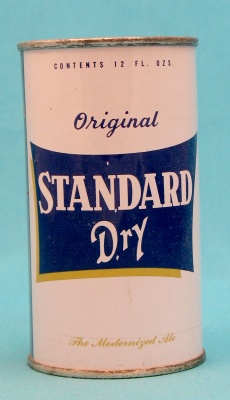 CONTENTS 12 FL. OZS.
Original
STANDARD
Dry
The Modernized Ale